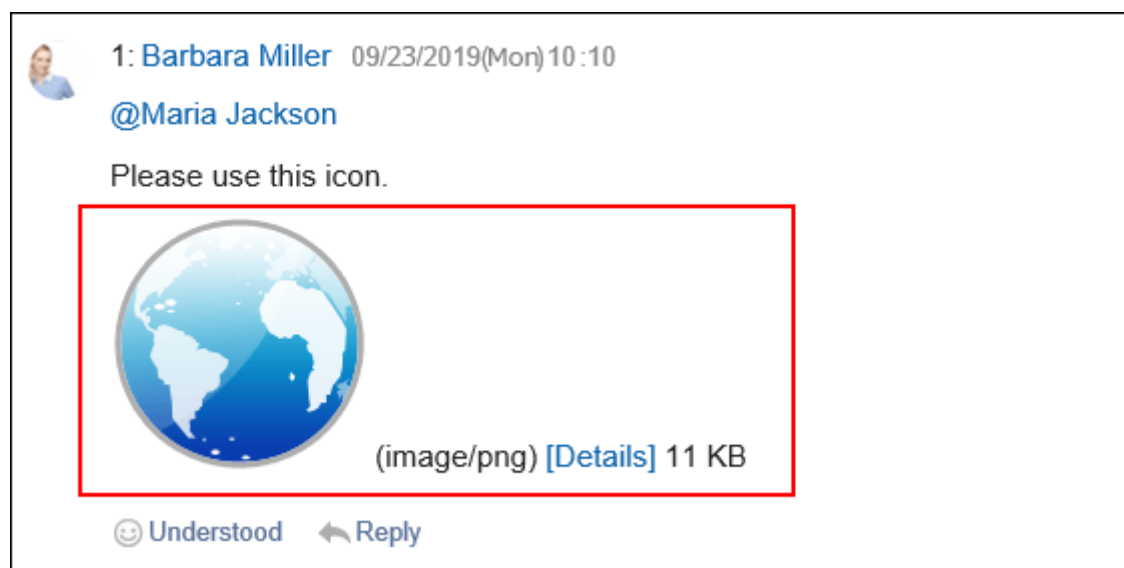 1: Barbara Miller 09/23/2019(Mon)10:10
@Maria Jackson
Please use this icon.
(image/png) [Details] 11 KB
Understood Reply